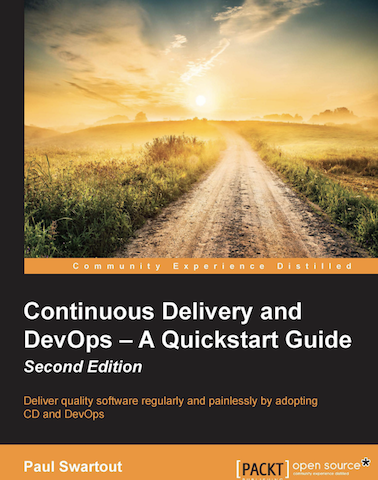 Community Experience Distilled
Continuous Delivery and
DevOps – A Quickstart Guide
Second Edition
Deliver quality software regularly and painlessly by adopting
CD and DevOps
Paul Swartout
[PACKT] open source*
PUBLISHING community experience distilled